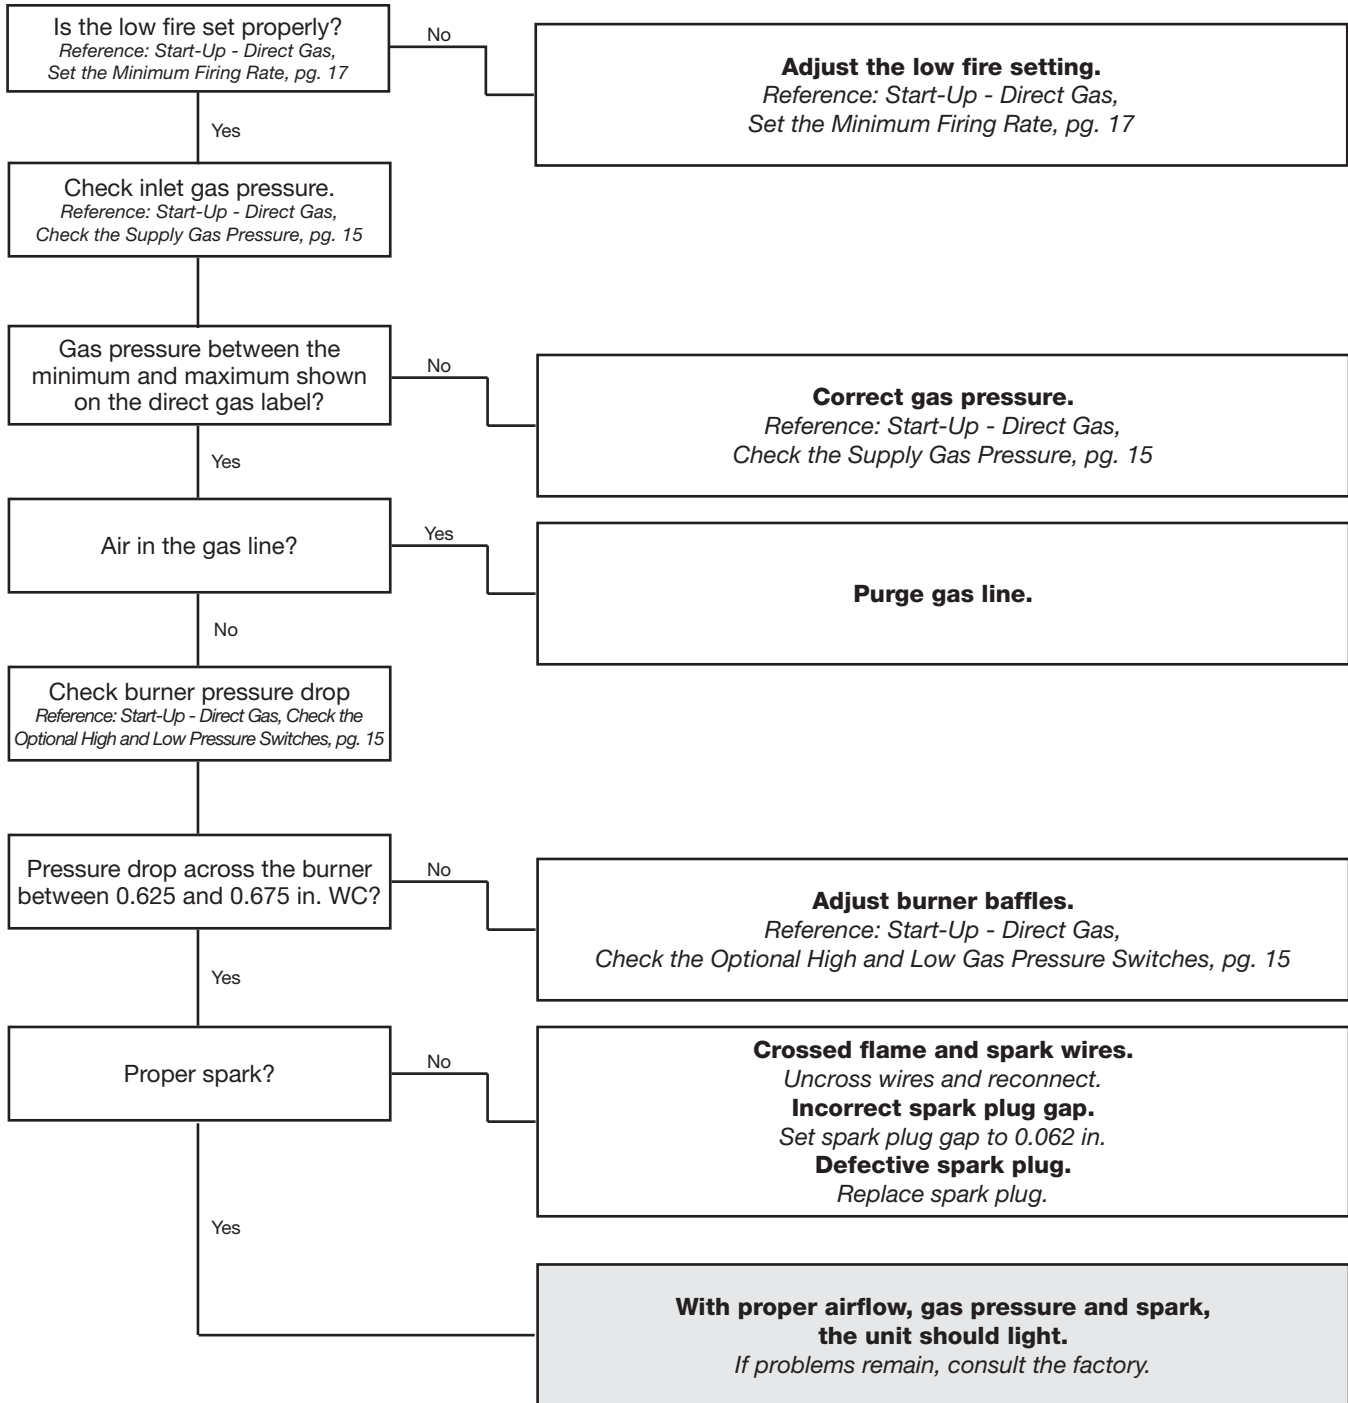 Is the low fire set properly?
Reference: Start-Up - Direct Gas,
Set the Minimum Firing Rate, pg. 17
No
Adjust the low fire setting.
Reference: Start-Up - Direct Gas,
Set the Minimum Firing Rate, pg. 17
Yes
Check inlet gas pressure.
Reference: Start-Up - Direct Gas,
Check the Supply Gas Pressure, pg. 15
Gas pressure between the
minimum and maximum shown
on the direct gas label?
No
Correct gas pressure.
Reference: Start-Up - Direct Gas,
Check the Supply Gas Pressure, pg. 15
Yes
Air in the gas line?
Yes
Purge gas line.
No
Check burner pressure drop
Reference: Start-Up - Direct Gas, Check the
Optional High and Low Pressure Switches, pg. 15
Pressure drop across the burner
between 0.625 and 0.675 in. WC?
No
Adjust burner baffles.
Reference: Start-Up - Direct Gas,
Check the Optional High and Low Gas Pressure Switches, pg. 15
Yes
Proper spark?
No
Crossed flame and spark wires.
Uncross wires and reconnect.
Incorrect spark plug gap.
Set spark plug gap to 0.062 in.
Defective spark plug.
Replace spark plug.
Yes
With proper airflow, gas pressure and spark,
the unit should light.
If problems remain, consult the factory.